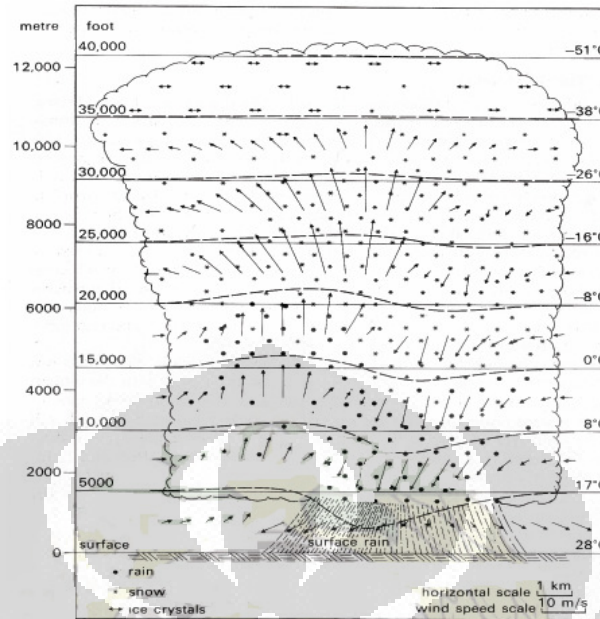 metre foot
40,000 −51°
12,000
35,000 −38°
10,000
30,000 −26°
8000
25,000 −16°
20,000 −8°
6000
15,000 0°
4000
10,000 8°
2000
5000 17°
surface surface rain 28°
0
• rain
* snow
↔ ice crystals
horizontal scale 1 km
wind speed scale 10 m/s